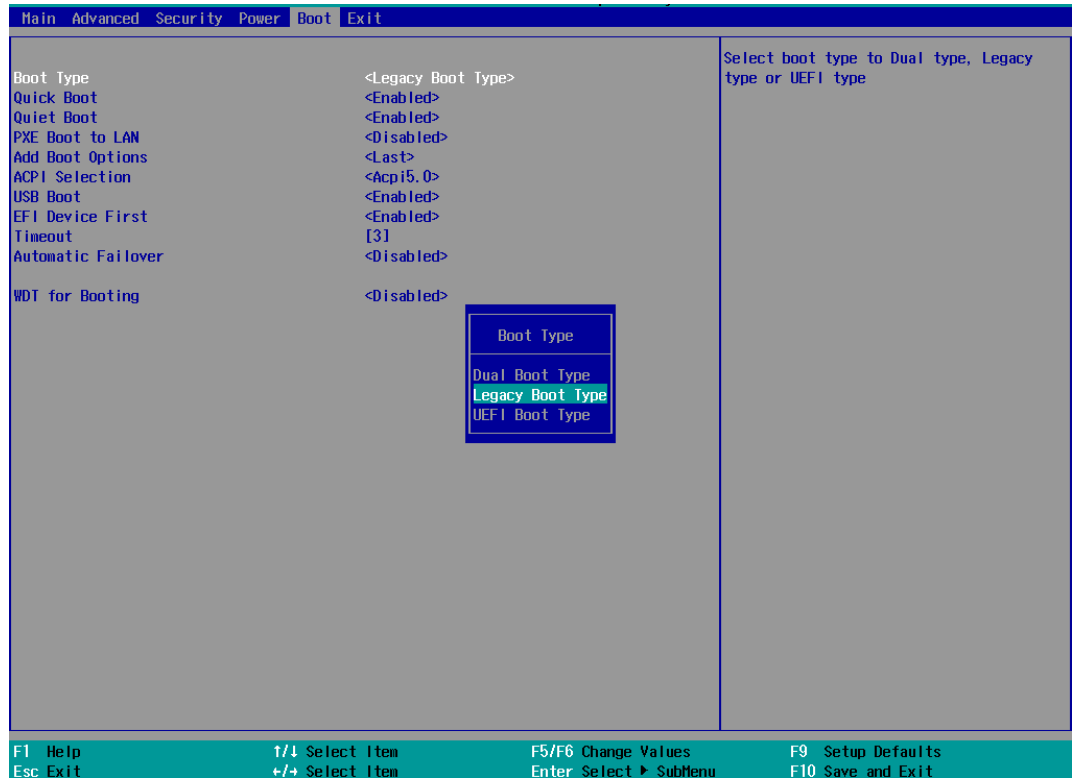 Main Advanced Security Power Boot Exit
Boot Type <Legacy Boot Type>
Quick Boot <Enabled>
Quiet Boot <Enabled>
PXE Boot to LAN <Disabled>
Add Boot Options <Last>
ACPI Selection <Acpi5.0>
USB Boot <Enabled>
EFI Device First <Enabled>
Timeout [3]
Automatic Failover <Disabled>
WDT for Booting <Disabled>
Boot Type
Dual Boot Type
Legacy Boot Type
UEFI Boot Type
Select boot type to Dual type, Legacy
type or UEFI type
F1 Help ↑/↓ Select Item F5/F6 Change Values F9 Setup Defaults
Esc Exit ←/→ Select Item Enter Select ▶ SubMenu F10 Save and Exit